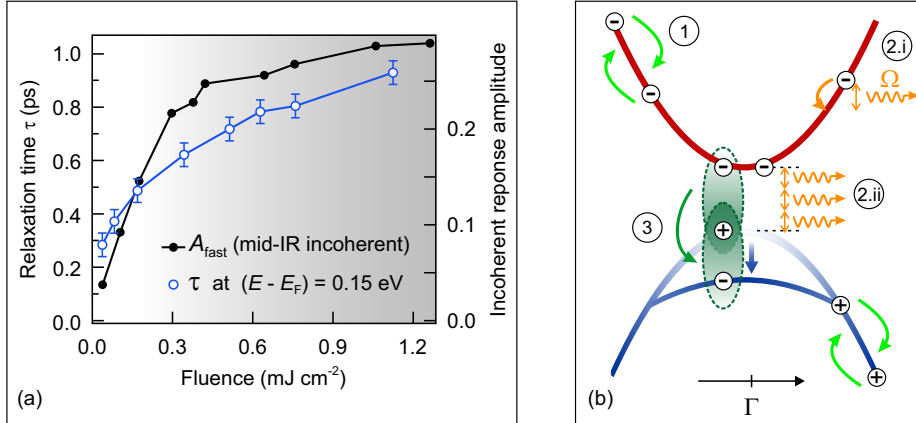 1.0
0.8
0.6
0.4
0.2
0.0
Relaxation time τ (ps)
0.2
0.1
0.0
Incoherent reponse amplitude
A_fast (mid-IR incoherent)
τ at (E - E_F) = 0.15 eV
0.0 0.3 0.6 0.9 1.2
Fluence (mJ cm⁻²)
(a)
1
2.i
Ω
2.ii
3
Γ
(b)